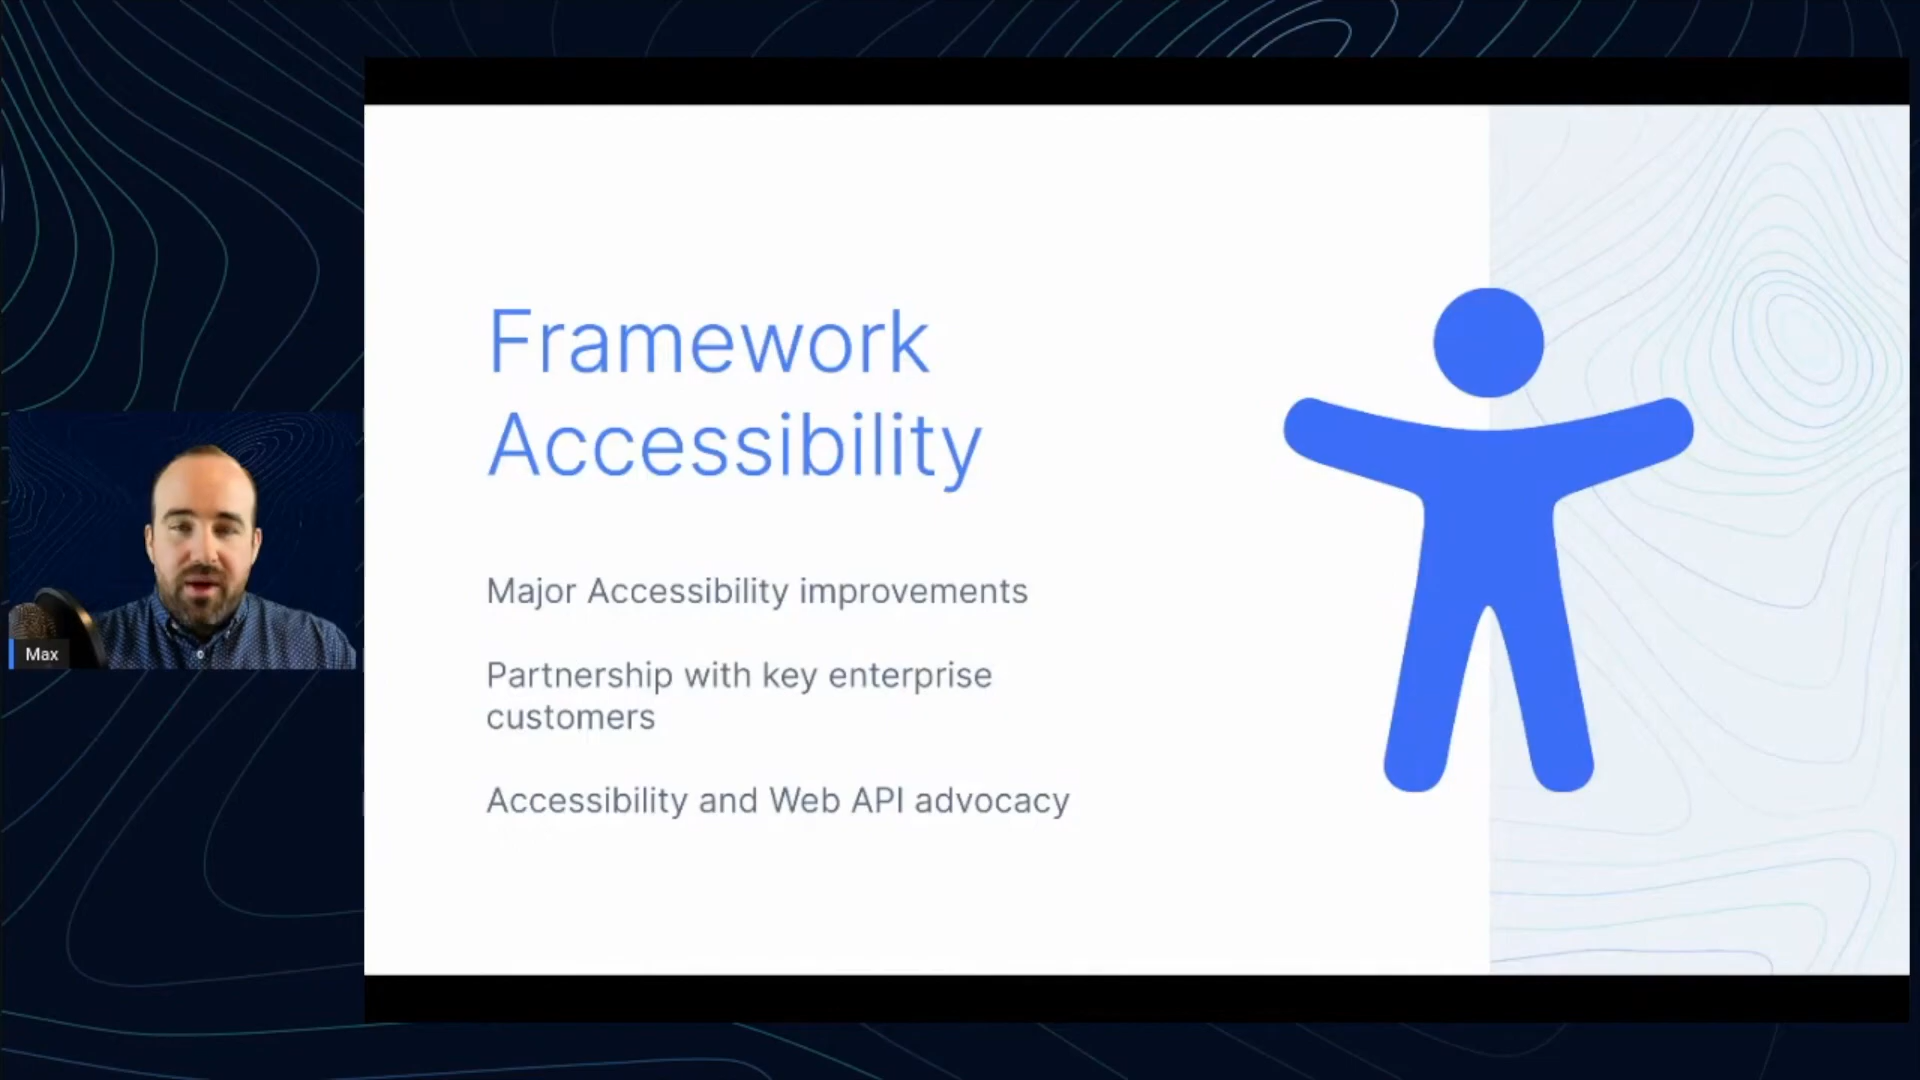 Framework
Accessibility
Major Accessibility improvements
Partnership with key enterprise
customers
Accessibility and Web API advocacy
Max